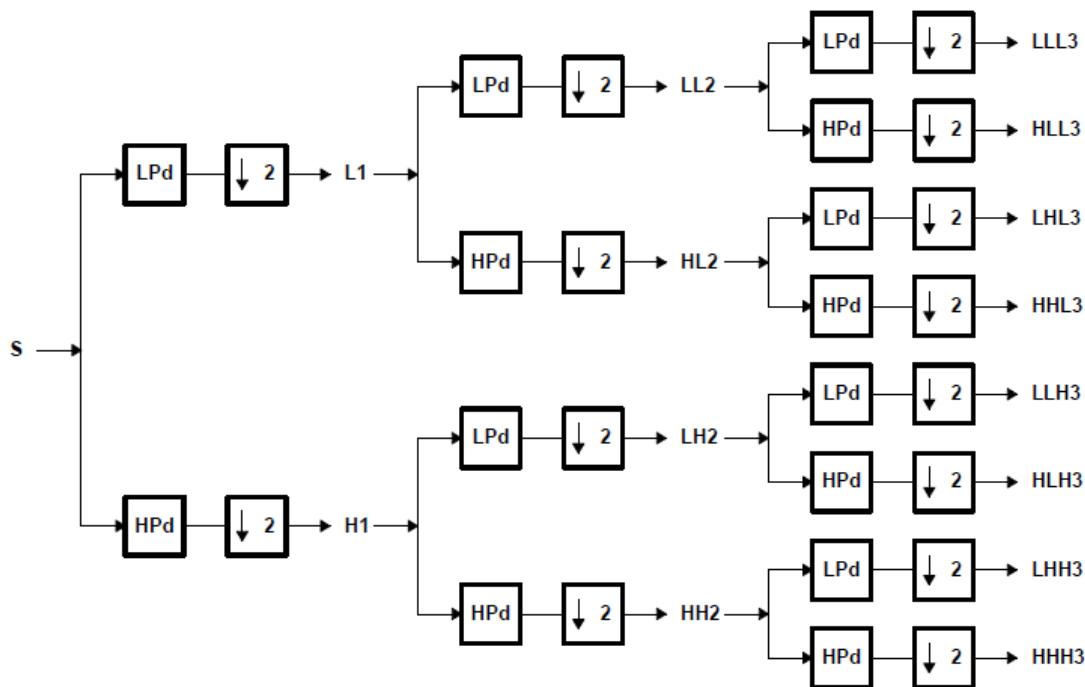 LPd ↓ 2 LLL3
LPd ↓ 2 LL2
HPd ↓ 2 HLL3
LPd ↓ 2 L1
LPd ↓ 2 LHL3
HPd ↓ 2 HL2
HPd ↓ 2 HHL3
S
LPd ↓ 2 LLH3
LPd ↓ 2 LH2
HPd ↓ 2 HLH3
HPd ↓ 2 H1
LPd ↓ 2 LHH3
HPd ↓ 2 HH2
HPd ↓ 2 HHH3